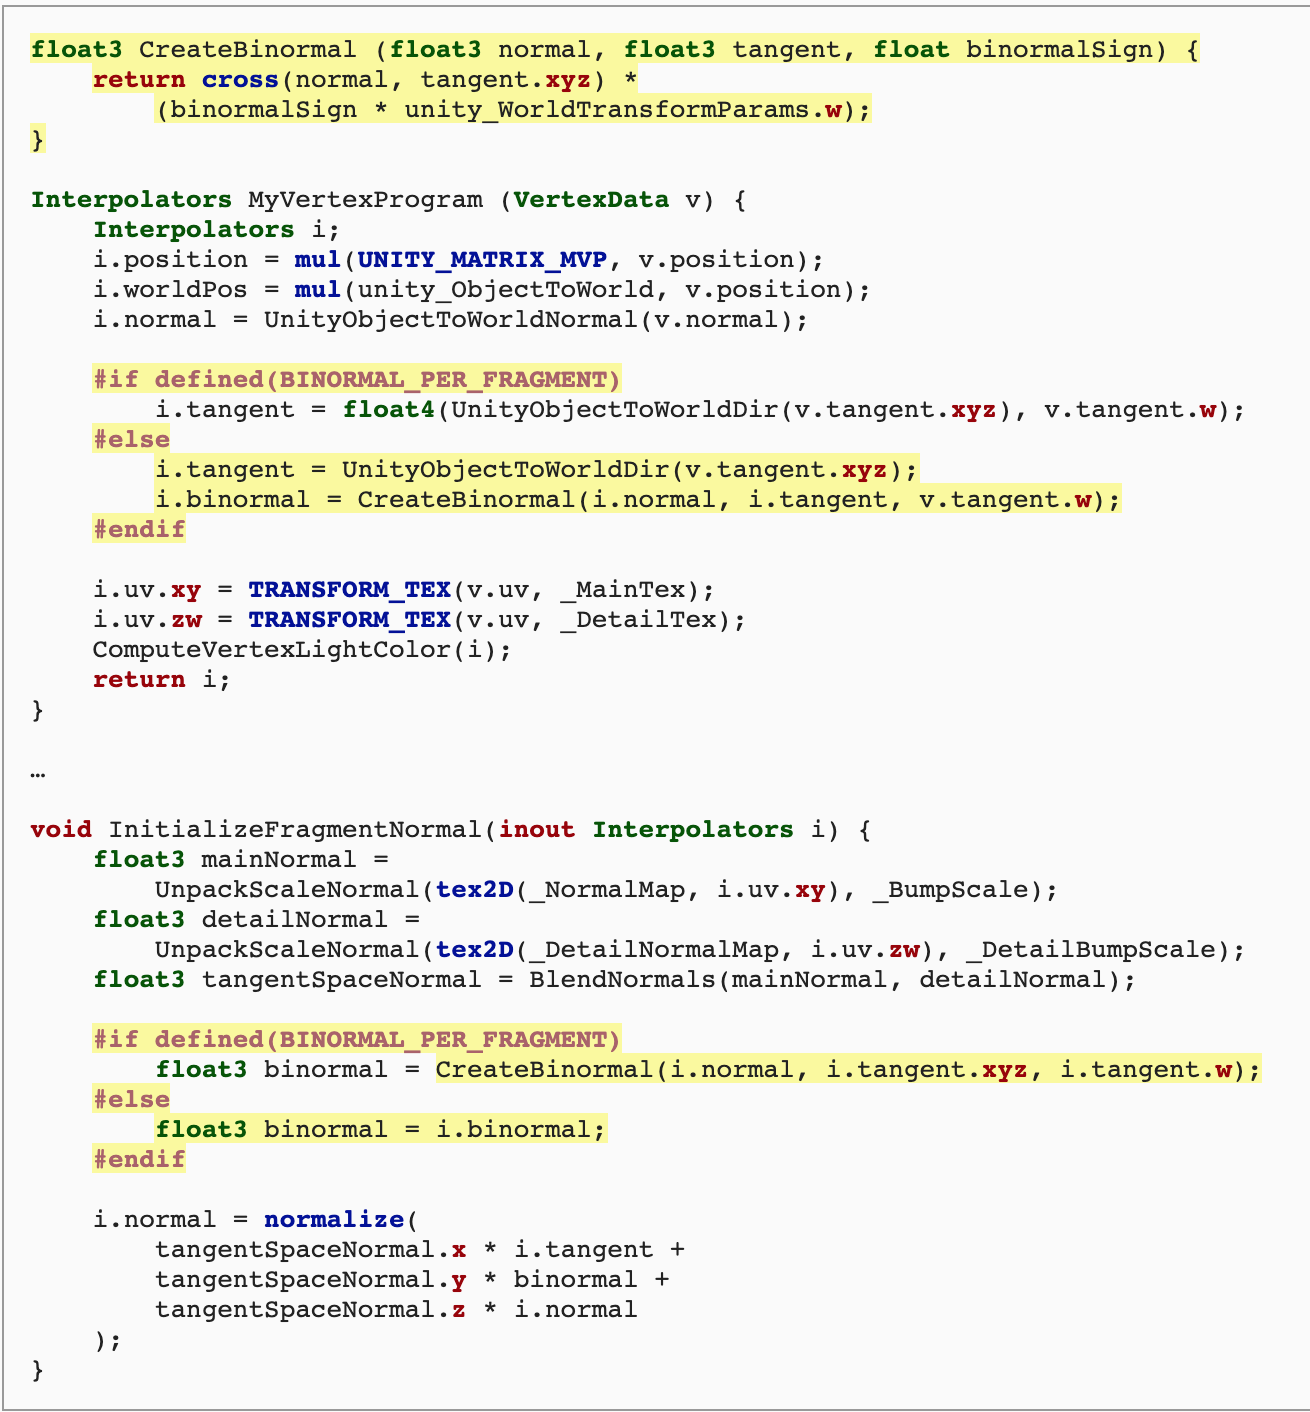 float3 CreateBinormal (float3 normal, float3 tangent, float binormalSign) {
    return cross(normal, tangent.xyz) *
        (binormalSign * unity_WorldTransformParams.w);
}

Interpolators MyVertexProgram (VertexData v) {
    Interpolators i;
    i.position = mul(UNITY_MATRIX_MVP, v.position);
    i.worldPos = mul(unity_ObjectToWorld, v.position);
    i.normal = UnityObjectToWorldNormal(v.normal);

    #if defined(BINORMAL_PER_FRAGMENT)
        i.tangent = float4(UnityObjectToWorldDir(v.tangent.xyz), v.tangent.w);
    #else
        i.tangent = UnityObjectToWorldDir(v.tangent.xyz);
        i.binormal = CreateBinormal(i.normal, i.tangent, v.tangent.w);
    #endif

    i.uv.xy = TRANSFORM_TEX(v.uv, _MainTex);
    i.uv.zw = TRANSFORM_TEX(v.uv, _DetailTex);
    ComputeVertexLightColor(i);
    return i;
}

…

void InitializeFragmentNormal(inout Interpolators i) {
    float3 mainNormal =
        UnpackScaleNormal(tex2D(_NormalMap, i.uv.xy), _BumpScale);
    float3 detailNormal =
        UnpackScaleNormal(tex2D(_DetailNormalMap, i.uv.zw), _DetailBumpScale);
    float3 tangentSpaceNormal = BlendNormals(mainNormal, detailNormal);

    #if defined(BINORMAL_PER_FRAGMENT)
        float3 binormal = CreateBinormal(i.normal, i.tangent.xyz, i.tangent.w);
    #else
        float3 binormal = i.binormal;
    #endif

    i.normal = normalize(
        tangentSpaceNormal.x * i.tangent +
        tangentSpaceNormal.y * binormal +
        tangentSpaceNormal.z * i.normal
    );
}